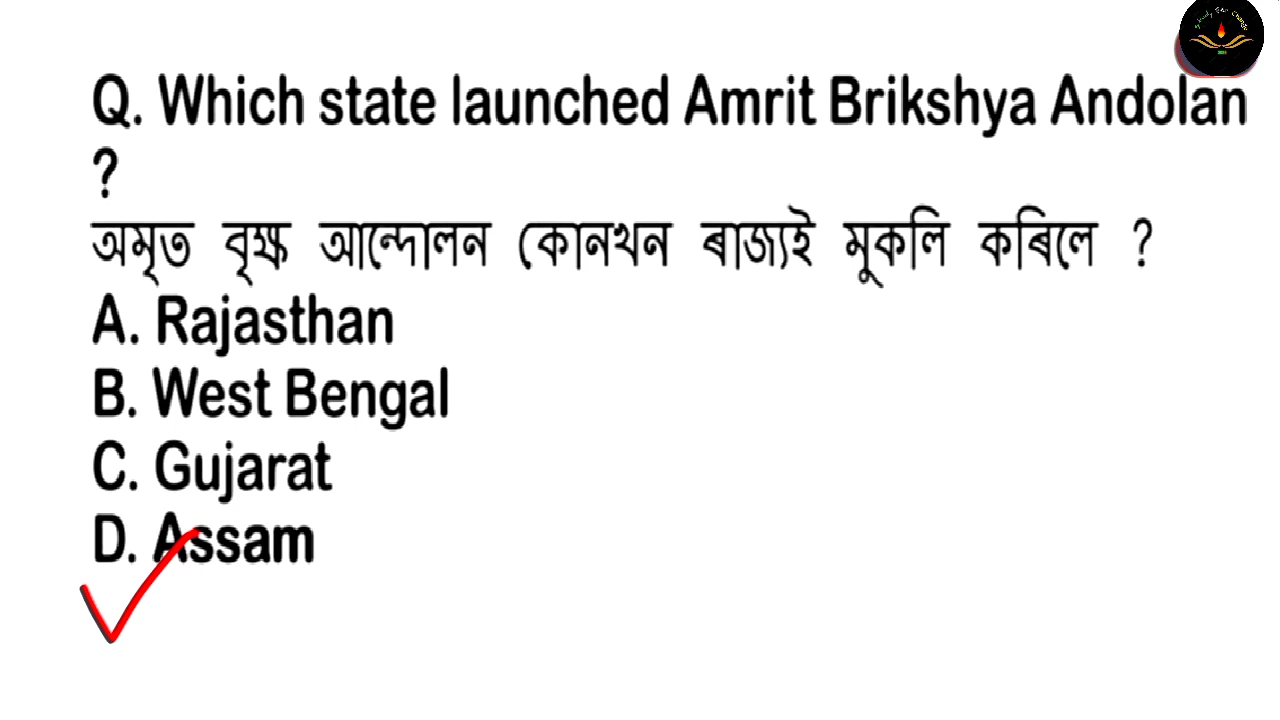 Q. Which state launched Amrit Brikshya Andolan
?
অমৃত বৃক্ষ আন্দোলন কোনখন ৰাজ্যই মুকলি কৰিলে ?
A. Rajasthan
B. West Bengal
C. Gujarat
D. Assam